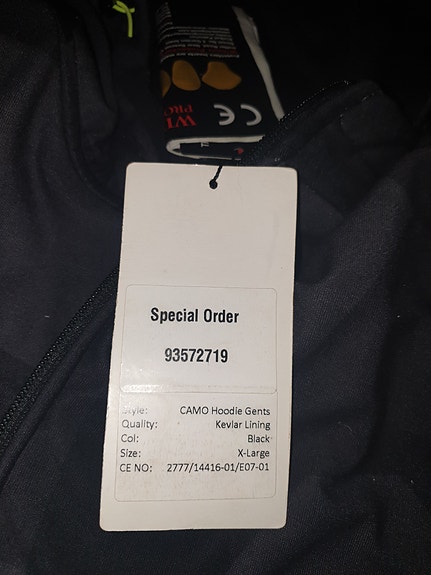 CE
Special Order
93572719
Style: CAMO Hoodie Gents
Quality: Kevlar Lining
Col: Black
Size: X-Large
CE NO: 2777/14416-01/E07-01